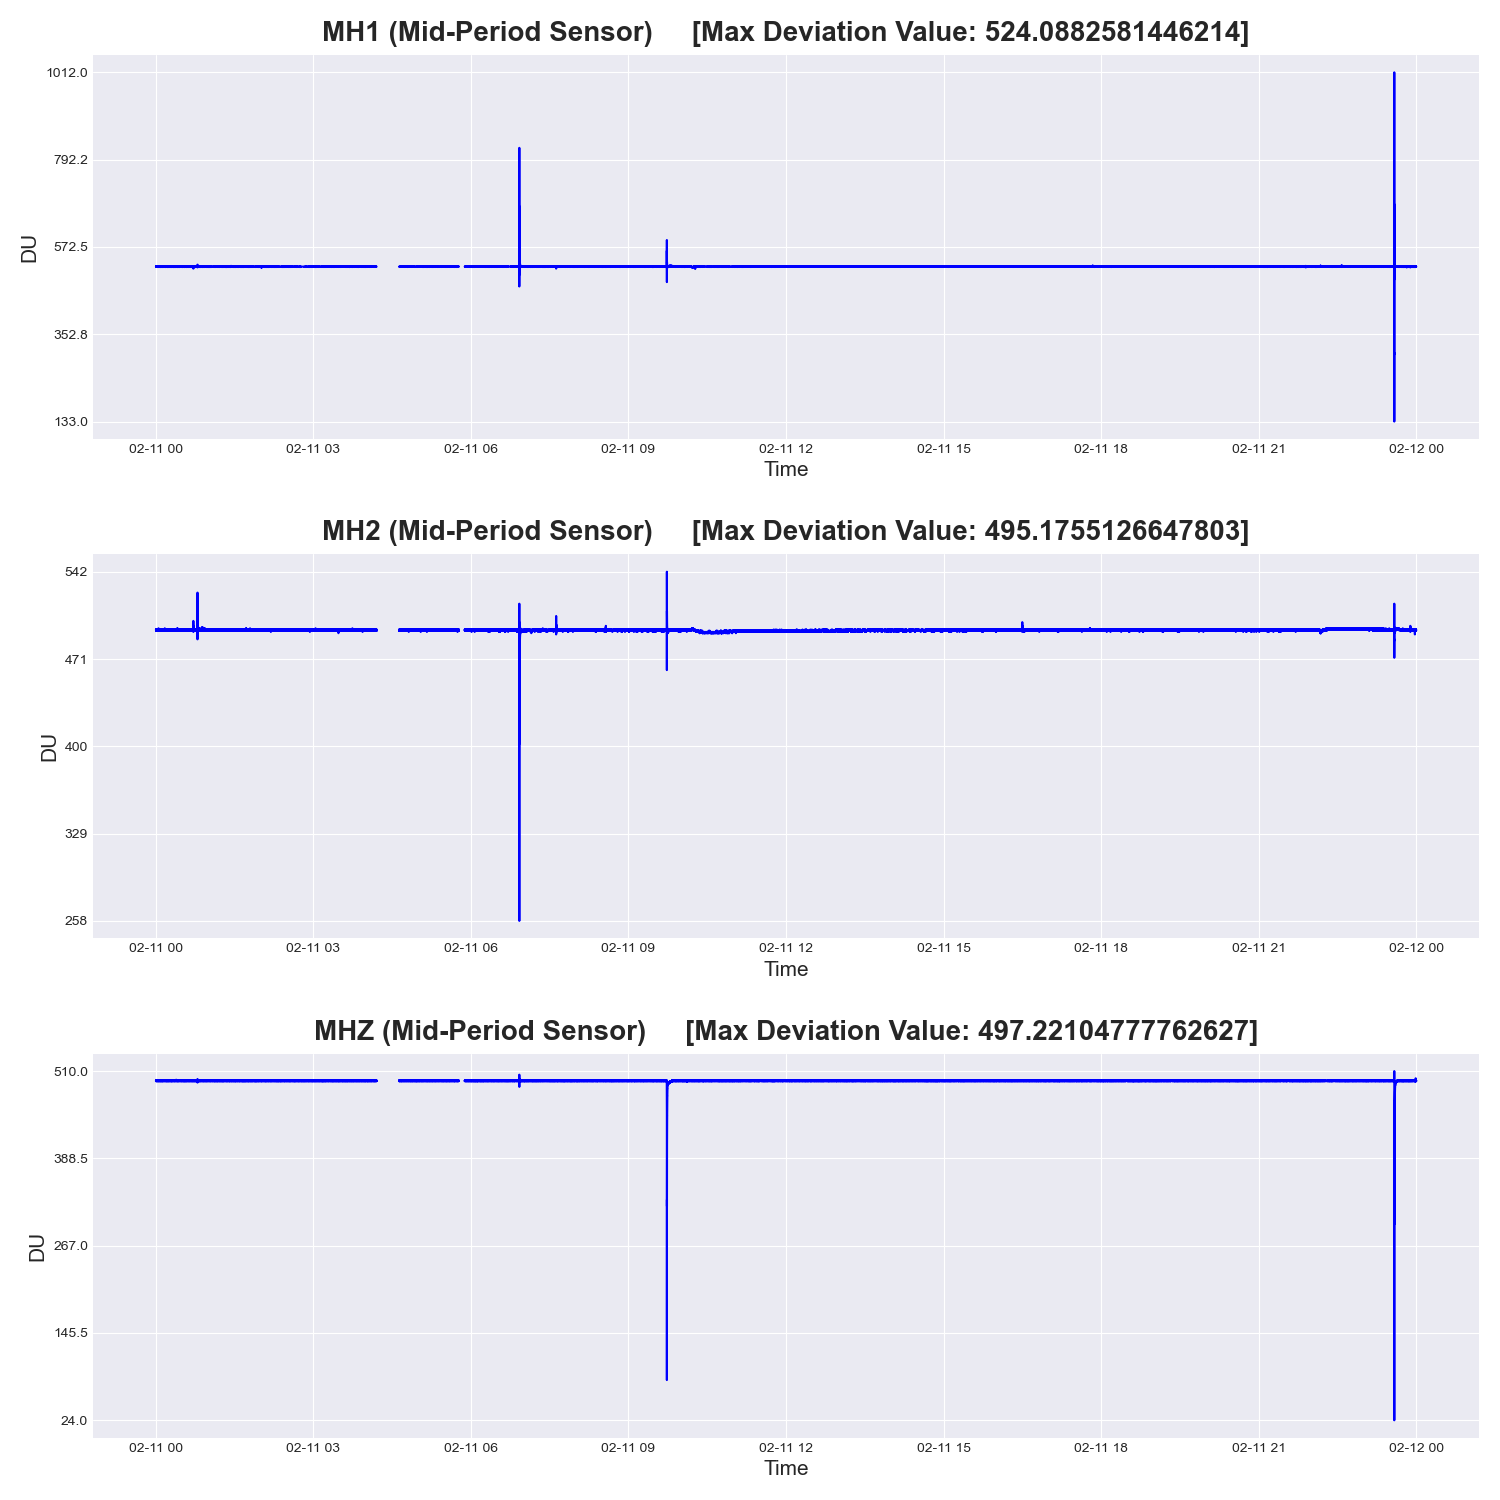 MH1 (Mid-Period Sensor) [Max Deviation Value: 524.0882581446214]
1012.0
792.2
572.5
352.8
133.0
DU
02-11 00 02-11 03 02-11 06 02-11 09 02-11 12 02-11 15 02-11 18 02-11 21 02-12 00
Time
MH2 (Mid-Period Sensor) [Max Deviation Value: 495.1755126647803]
542
471
400
329
258
DU
02-11 00 02-11 03 02-11 06 02-11 09 02-11 12 02-11 15 02-11 18 02-11 21 02-12 00
Time
MHZ (Mid-Period Sensor) [Max Deviation Value: 497.22104777762627]
510.0
388.5
267.0
145.5
24.0
DU
02-11 00 02-11 03 02-11 06 02-11 09 02-11 12 02-11 15 02-11 18 02-11 21 02-12 00
Time